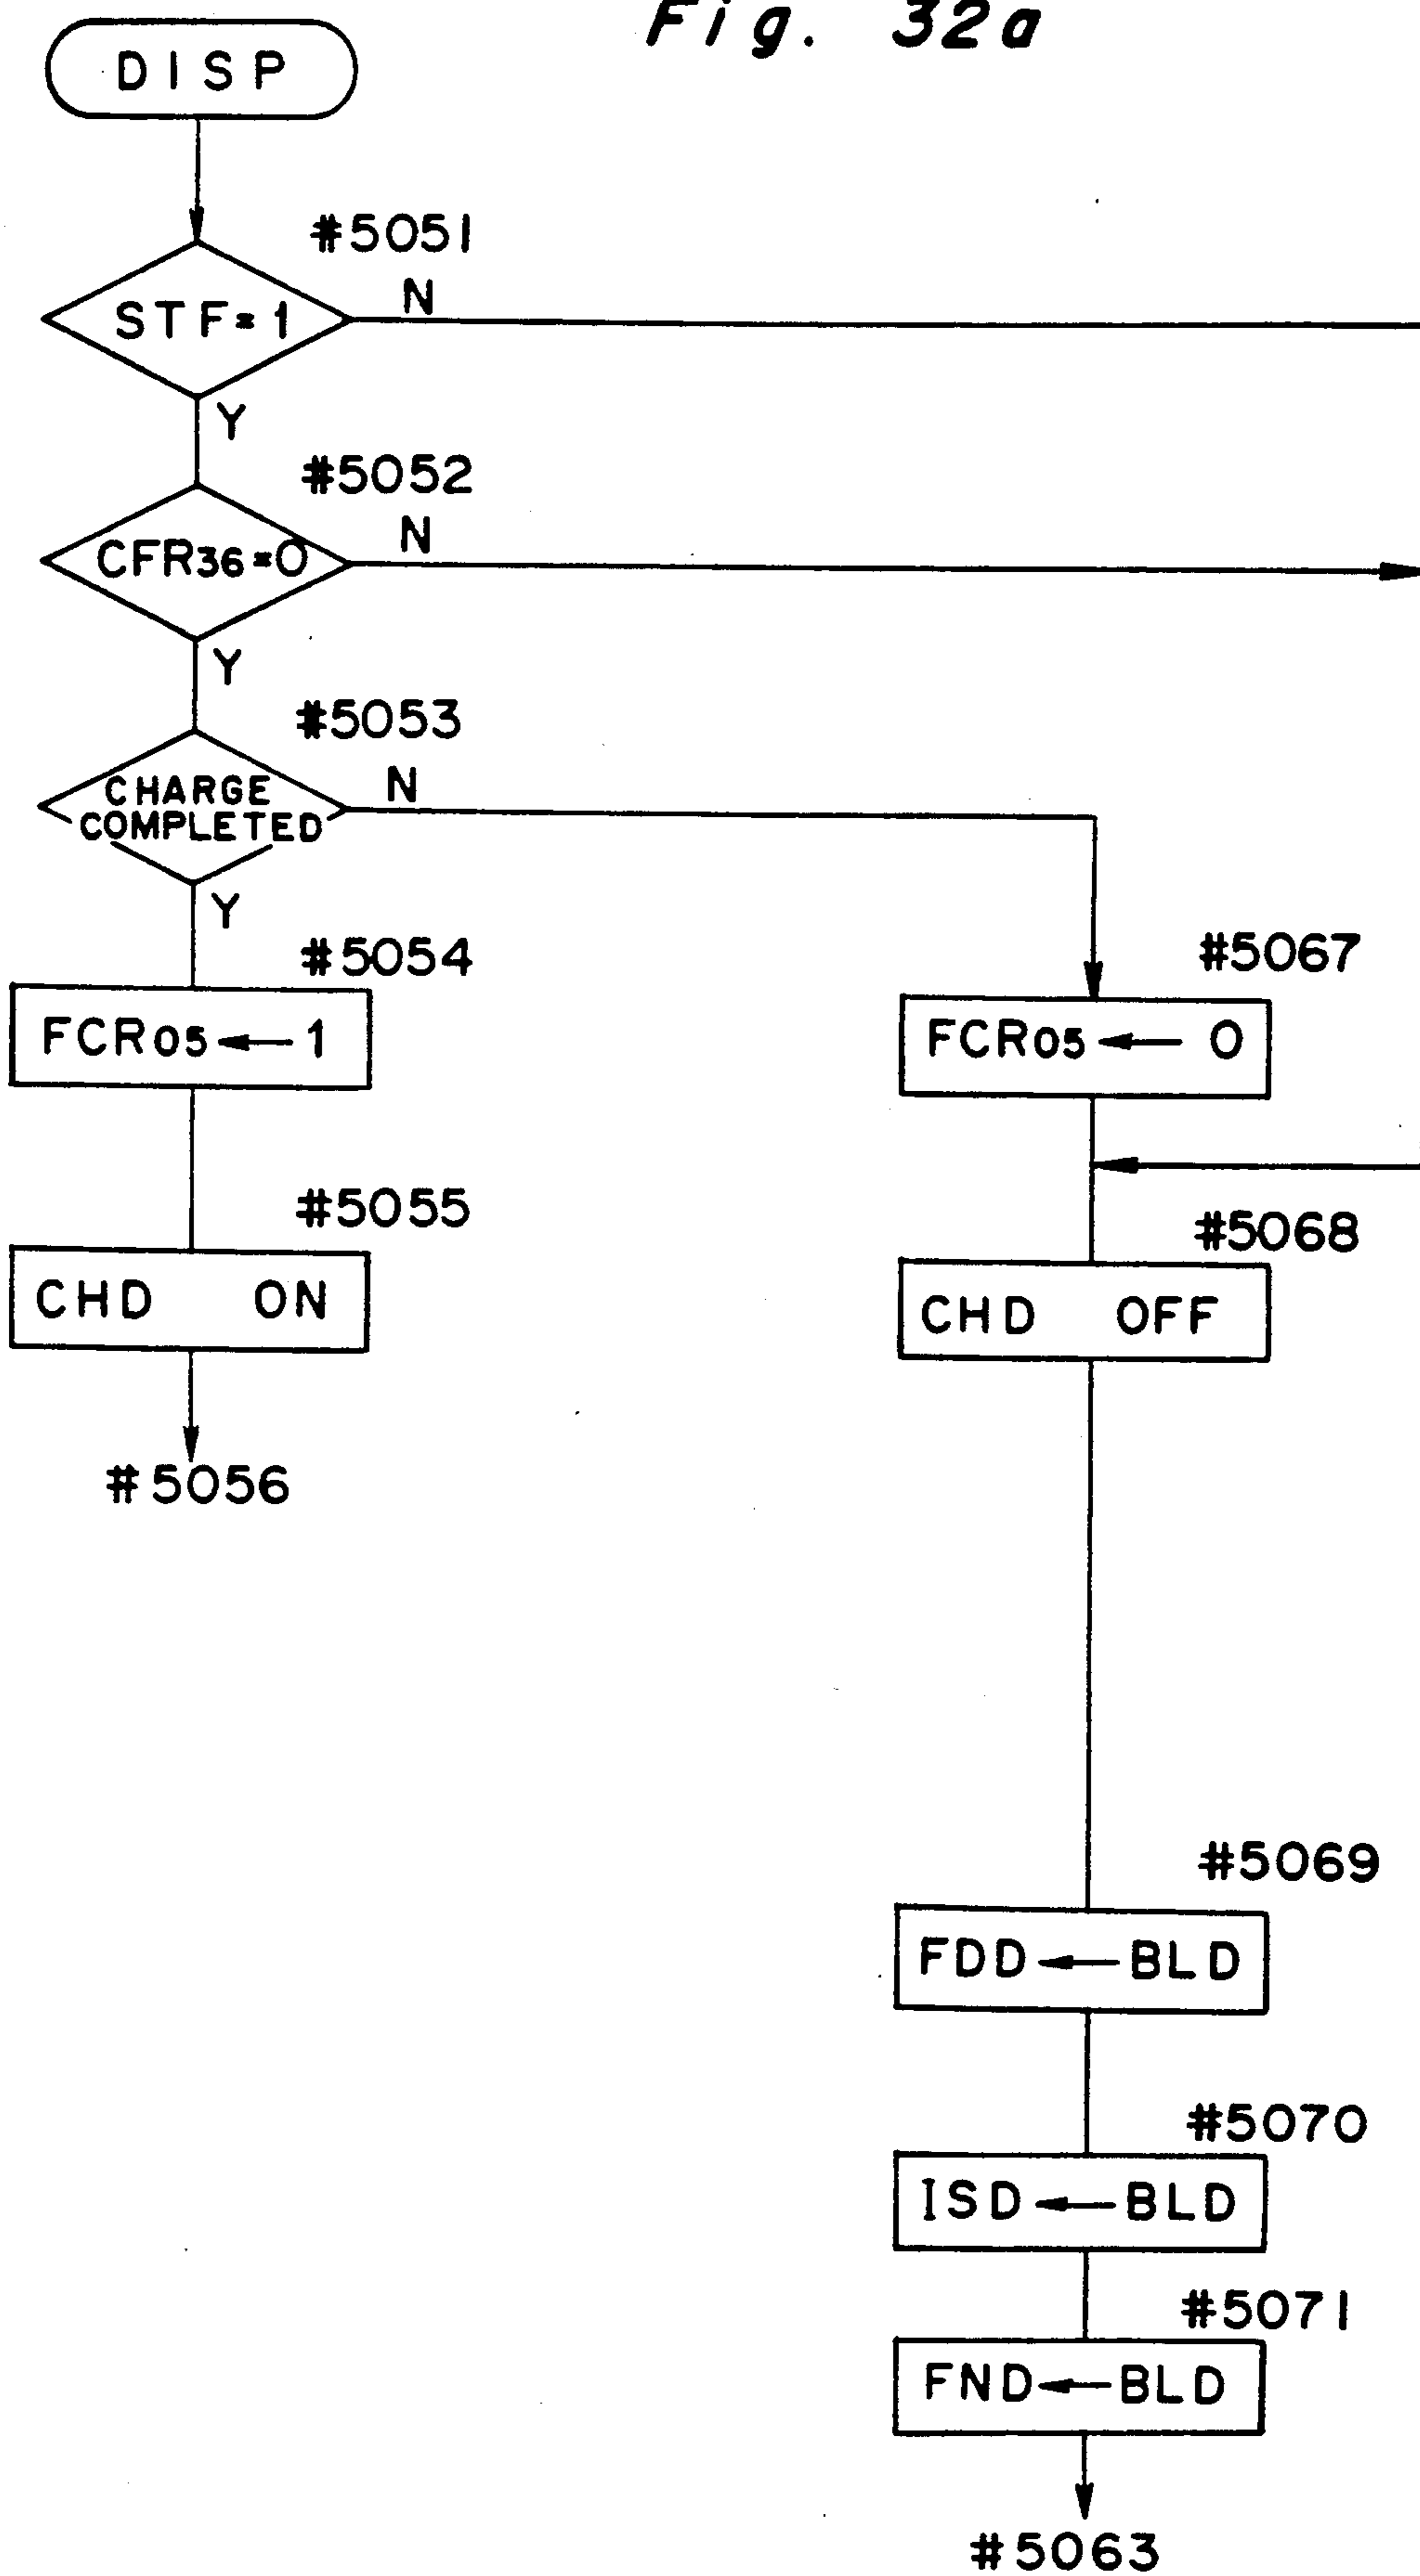 Fig. 32a
DISP
#5051
STF=1
N
Y
#5052
CFR36=0
N
Y
#5053
CHARGE
COMPLETED
N
Y
#5054
FCR05←1
#5055
CHD ON
#5056
#5067
FCR05←0
#5068
CHD OFF
#5069
FDD←BLD
#5070
ISD←BLD
#5071
FND←BLD
#5063